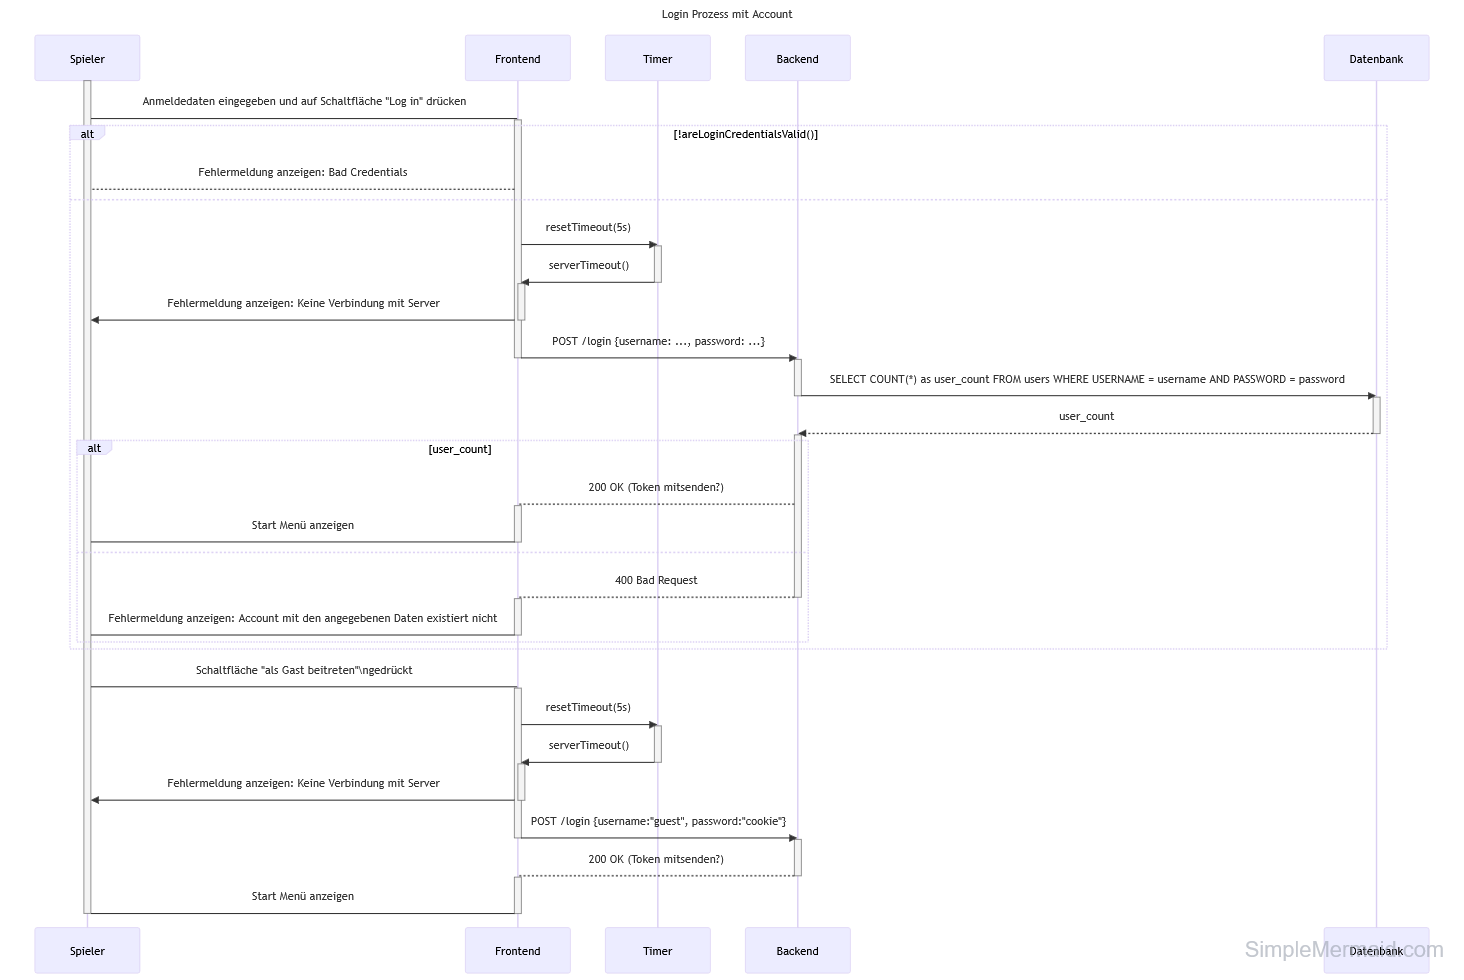 Login Prozess mit Account
Spieler
Frontend
Timer
Backend
Datenbank
Anmeldedaten eingegeben und auf Schaltfläche "Log in" drücken
alt
[!areLoginCredentialsValid()]
Fehlermeldung anzeigen: Bad Credentials
resetTimeout(5s)
serverTimeout()
Fehlermeldung anzeigen: Keine Verbindung mit Server
POST /login {username: ..., password: ...}
SELECT COUNT(*) as user_count FROM users WHERE USERNAME = username AND PASSWORD = password
user_count
alt
[user_count]
200 OK (Token mitsenden?)
Start Menü anzeigen
400 Bad Request
Fehlermeldung anzeigen: Account mit den angegebenen Daten existiert nicht
Schaltfläche "als Gast beitreten"\ngedrückt
resetTimeout(5s)
serverTimeout()
Fehlermeldung anzeigen: Keine Verbindung mit Server
POST /login {username:"guest", password:"cookie"}
200 OK (Token mitsenden?)
Start Menü anzeigen
Spieler
Frontend
Timer
Backend
Datenbank
SimpleMermaid.com